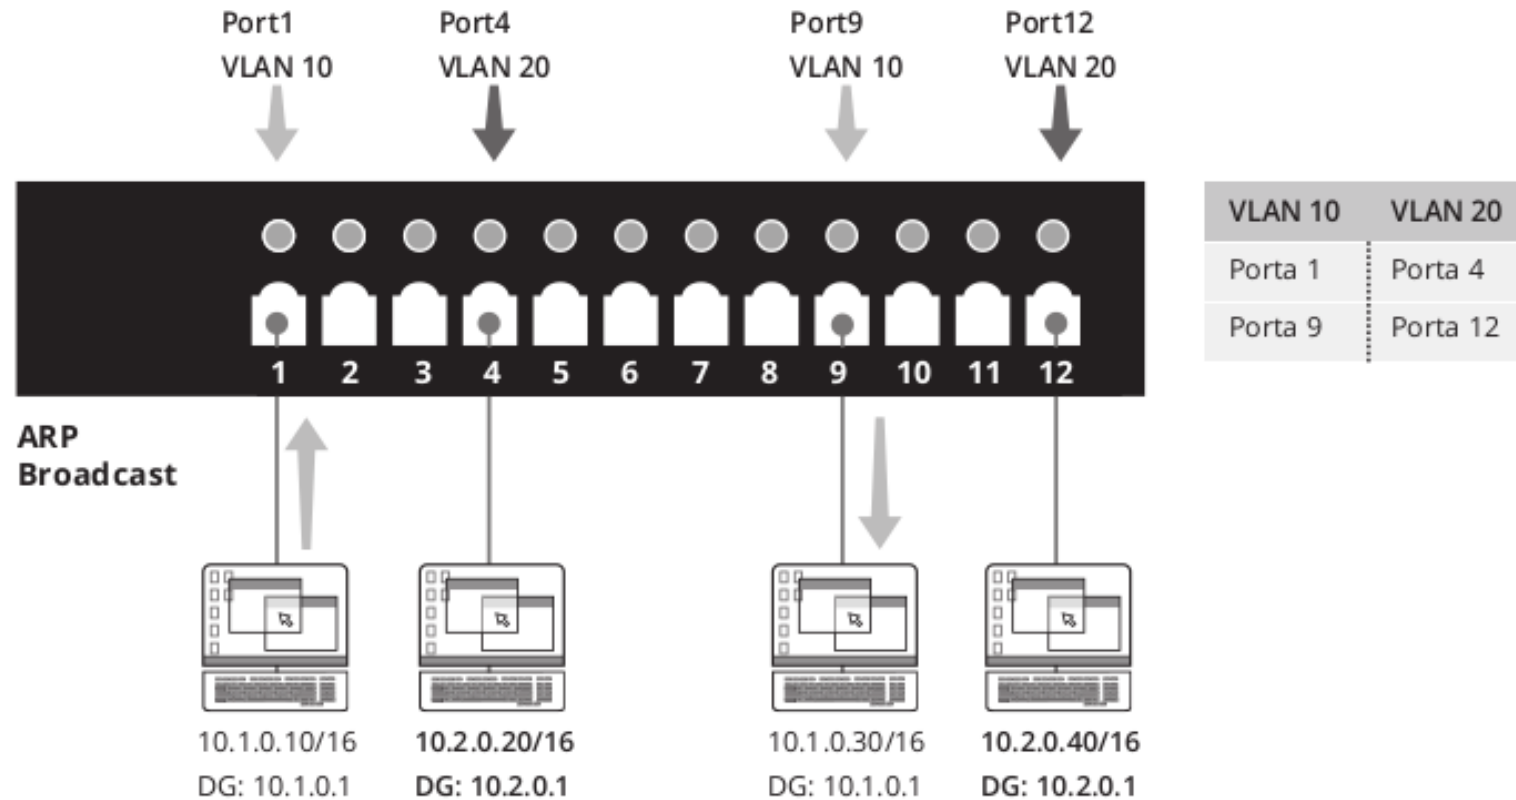 Port1
VLAN 10
Port4
VLAN 20
Port9
VLAN 10
Port12
VLAN 20
1 2 3 4 5 6 7 8 9 10 11 12
VLAN 10 VLAN 20
Porta 1 Porta 4
Porta 9 Porta 12
ARP
Broadcast
10.1.0.10/16
DG: 10.1.0.1
10.2.0.20/16
DG: 10.2.0.1
10.1.0.30/16
DG: 10.1.0.1
10.2.0.40/16
DG: 10.2.0.1